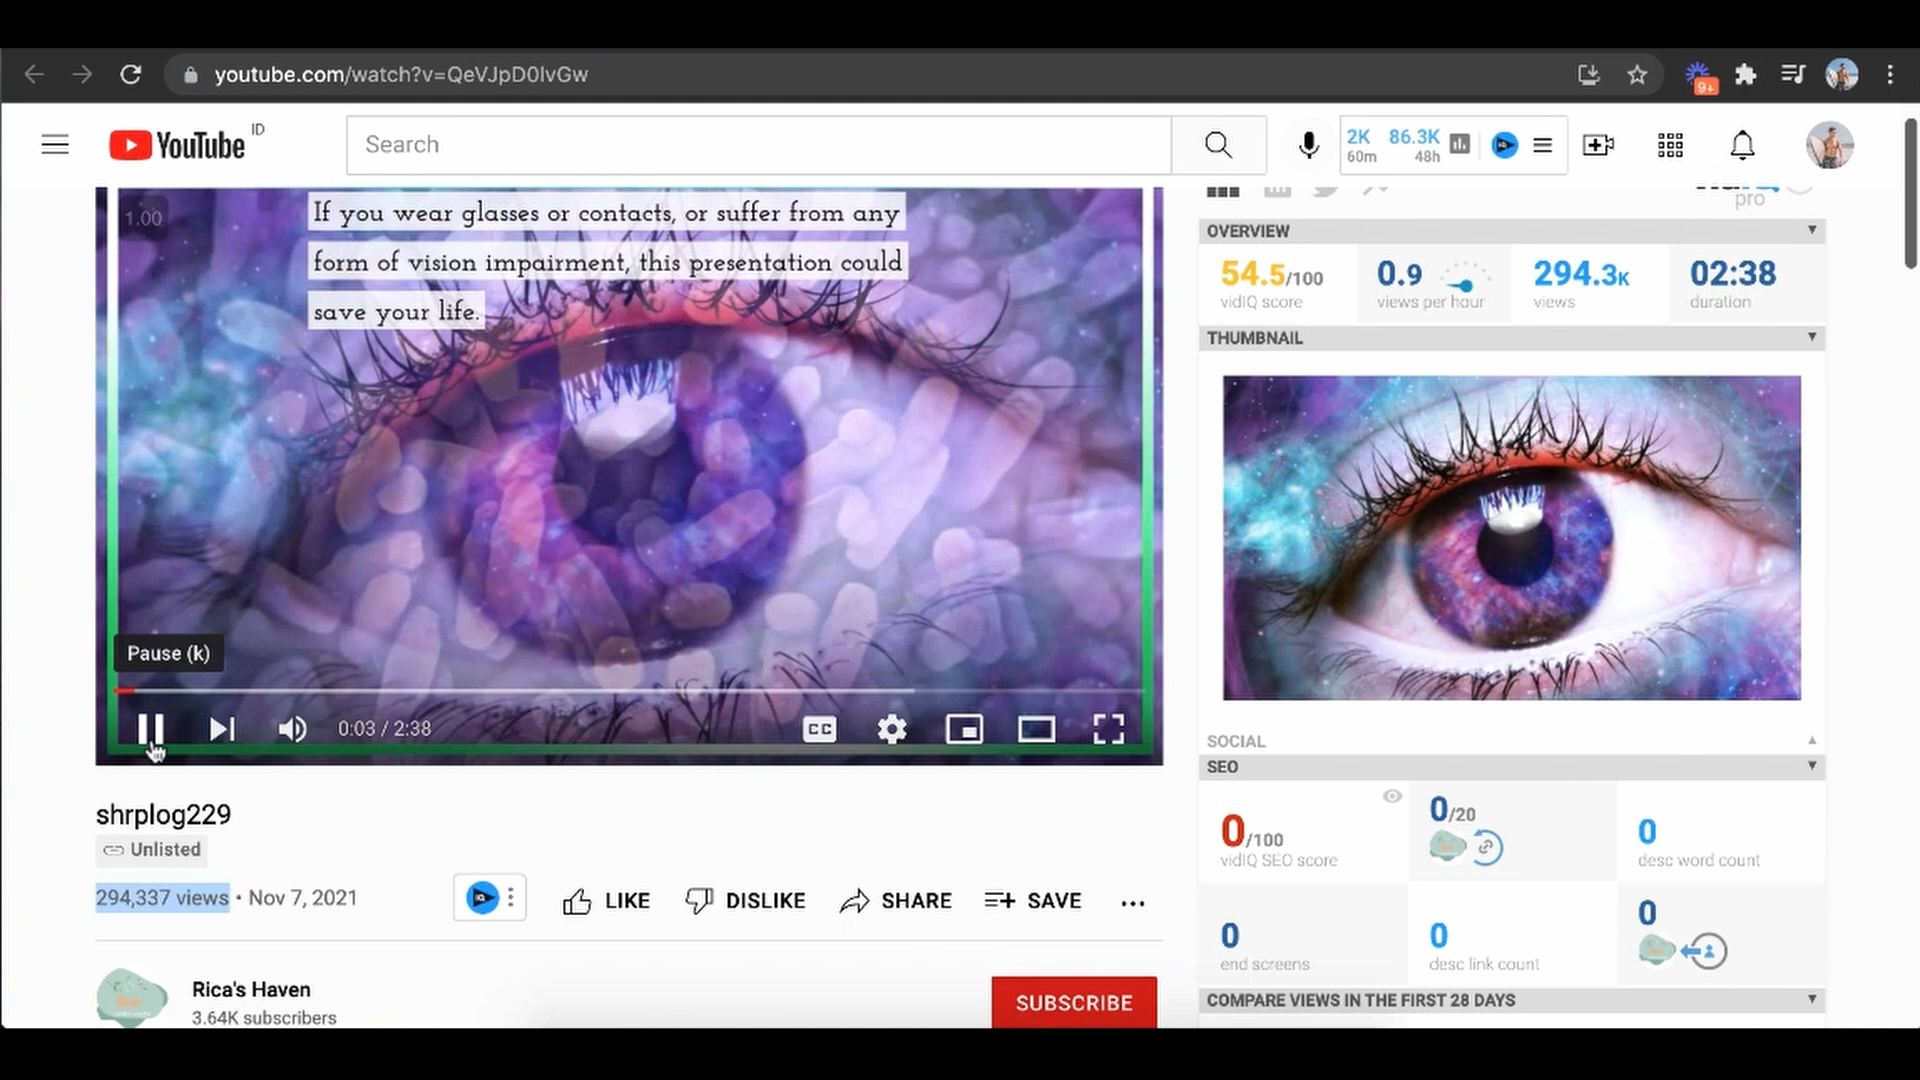 youtube.com/watch?v=QeVJpD0lvGw
9+
YouTube ID
Search
2K 86.3K
60m 48h
1.00
If you wear glasses or contacts, or suffer from any
form of vision impairment, this presentation could
save your life.
Pause (k)
0:03 / 2:38
CC
shrplog229
Unlisted
294,337 views • Nov 7, 2021
LIKE DISLIKE SHARE SAVE
Rica's Haven
3.64K subscribers
SUBSCRIBE
pro
OVERVIEW
54.5/100 0.9 294.3K 02:38
vidIQ score views per hour views duration
THUMBNAIL
SOCIAL
SEO
0/100 0/20 0
vidIQ SEO score desc word count
0 0 0
end screens desc link count
COMPARE VIEWS IN THE FIRST 28 DAYS